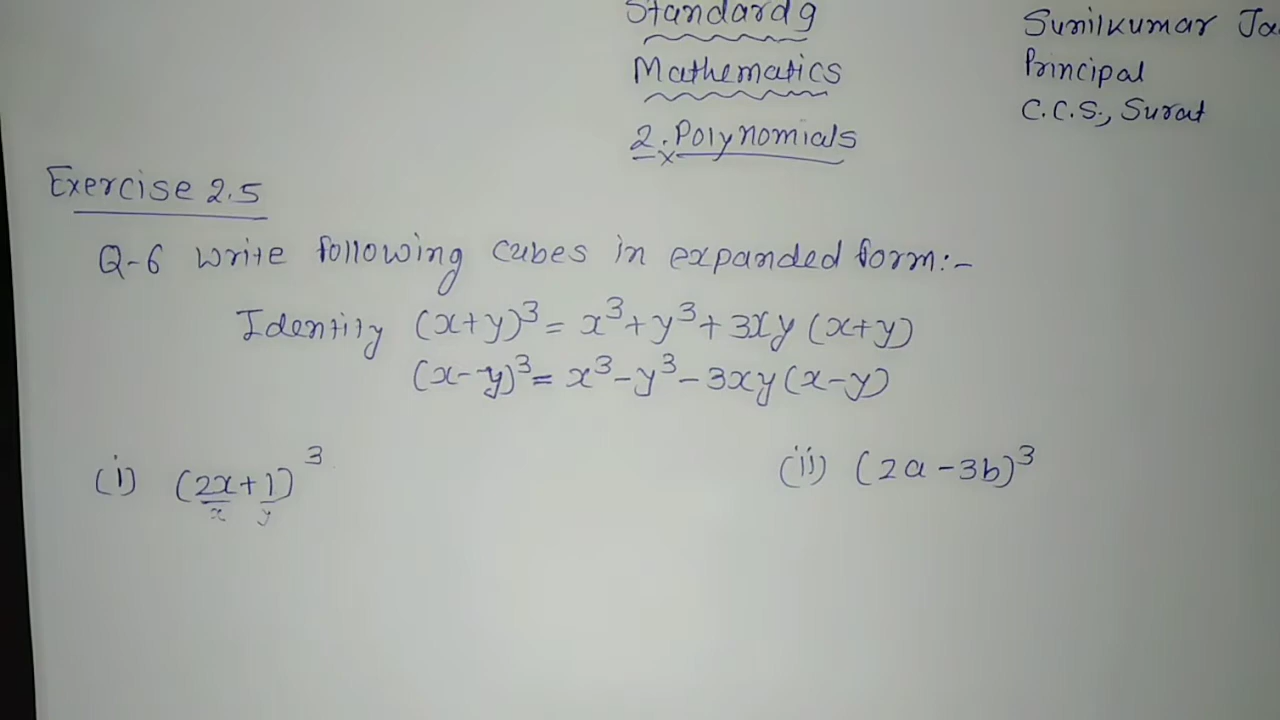 Standard 9
Mathematics
2. Polynomials
Sunilkumar
Principal
C.C.S., Surat
Exercise 2.5
Q-6 Write following cubes in expanded form:-
Identity (x+y)³ = x³+y³+3xy(x+y)
(x-y)³ = x³-y³-3xy(x-y)
(i) (2x+1)³
x y
(ii) (2a-3b)³